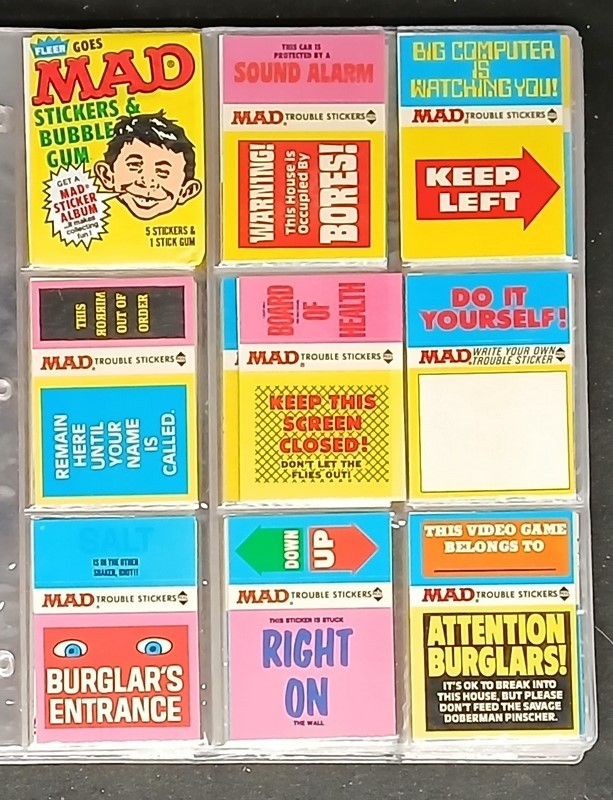 FLEER GOES
MAD
STICKERS &
BUBBLE
GUM
GET A
MAD®
STICKER
ALBUM
...it makes
collecting
fun!
5 STICKERS &
1 STICK GUM
THIS CAR IS
PROTECTED BY A
SOUND ALARM
MAD TROUBLE STICKERS
WARNING!
This House is
Occupied By
BORES!
BIG COMPUTER
IS
WATCHING YOU!
MAD TROUBLE STICKERS
KEEP
LEFT
THIS
MIRROR
OUT OF
ORDER
MAD TROUBLE STICKERS
REMAIN
HERE
UNTIL
YOUR
NAME
IS
CALLED.
BOARD
OF
HEALTH
MAD TROUBLE STICKERS
KEEP THIS
SCREEN
CLOSED!
DON'T LET THE
FLIES OUT!
DO IT
YOURSELF!
MAD WRITE YOUR OWN
TROUBLE STICKER
SALT
IS IN THE OTHER
SHAKER, IDIOT!
MAD TROUBLE STICKERS
BURGLAR'S
ENTRANCE
DOWN
UP
MAD TROUBLE STICKERS
THIS STICKER IS STUCK
RIGHT
ON
THE WALL
THIS VIDEO GAME
BELONGS TO
MAD TROUBLE STICKERS
ATTENTION
BURGLARS!
IT'S OK TO BREAK INTO
THIS HOUSE, BUT PLEASE
DON'T FEED THE SAVAGE
DOBERMAN PINSCHER.